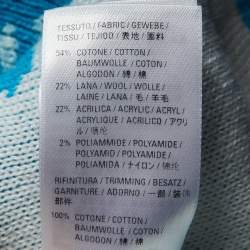 TESSUTO / FABRIC / GEWEBE /
TISSU / TEJIDO / 表地 / 面料
54% COTONE / COTTON /
BAUMWOLLE / COTON /
ALGODON / 綿 / 棉
22% LANA / WOOL / WOLLE /
LAINE / LANA / 毛 / 羊毛
22% ACRILICA / ACRYLIC / ACRYL /
ACRYLIQUE / ACRILICO / アクリ
ル / 腈纶
2% POLIAMMIDE / POLYAMIDE /
POLYAMID / POLYAMIDE /
POLIAMIDA / ナイロン / 锦纶
RIFINITURA / TRIMMING / BESATZ /
GARNITURE / ADORNO / 一部 / 装饰
部件
100% COTONE / COTTON /
BAUMWOLLE / COTON /
ALGODON / 綿 / 棉